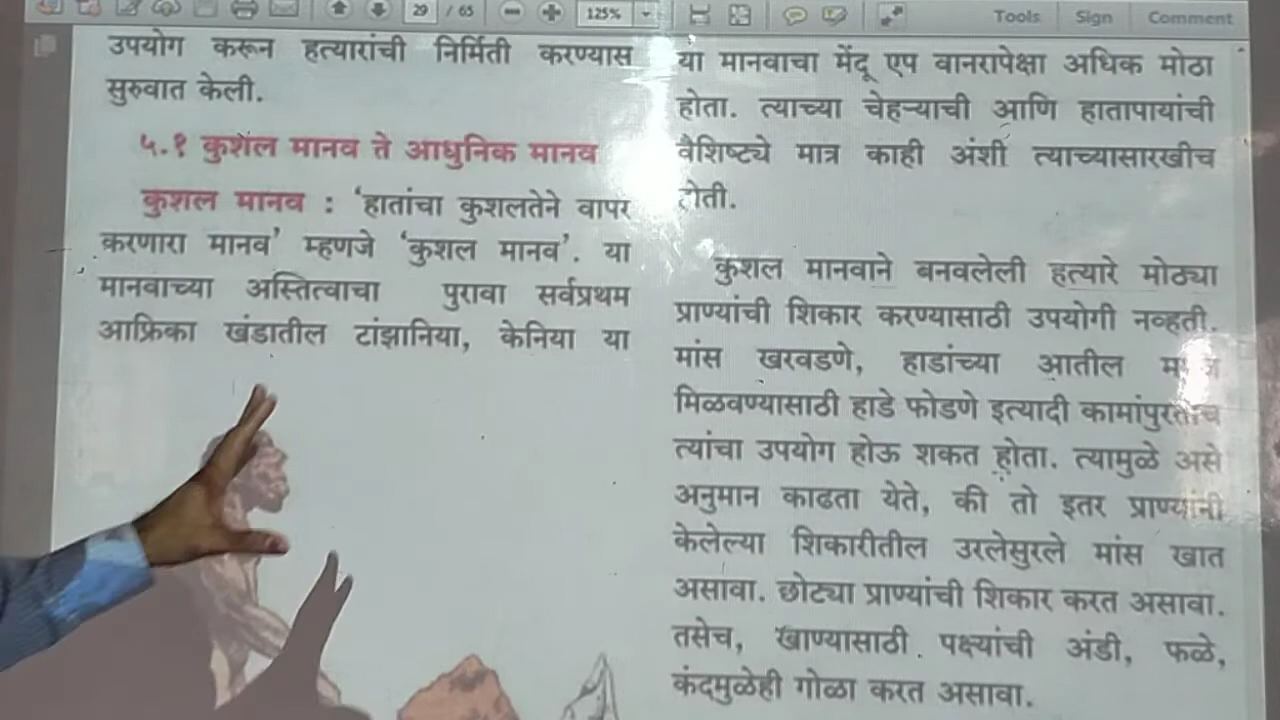 29 / 65
125%
Tools
Sign
Comment
उपयोग करून हत्यारांची निर्मिती करण्यास
सुरुवात केली.
५.१ कुशल मानव ते आधुनिक मानव
कुशल मानव : ‘हातांचा कुशलतेने वापर
करणारा मानव’ म्हणजे ‘कुशल मानव’. या
मानवाच्या अस्तित्वाचा पुरावा सर्वप्रथम
आफ्रिका खंडातील टांझानिया, केनिया या
या मानवाचा मेंदू एप वानरापेक्षा अधिक मोठा
होता. त्याच्या चेहऱ्याची आणि हातापायांची
वैशिष्ट्ये मात्र काही अंशी त्याच्यासारखीच
होती.
कुशल मानवाने बनवलेली हत्यारे मोठ्या
प्राण्यांची शिकार करण्यासाठी उपयोगी नव्हती.
मांस खरवडणे, हाडांच्या आतील
मिळवण्यासाठी हाडे फोडणे इत्यादी कामांपुरताच
त्यांचा उपयोग होऊ शकत होता. त्यामुळे असे
अनुमान काढता येते, की तो इतर प्राण्यांनी
केलेल्या शिकारीतील उरलेसुरले मांस खात
असावा. छोट्या प्राण्यांची शिकार करत असावा.
तसेच, खाण्यासाठी पक्ष्यांची अंडी, फळे,
कंदमुळेही गोळा करत असावा.